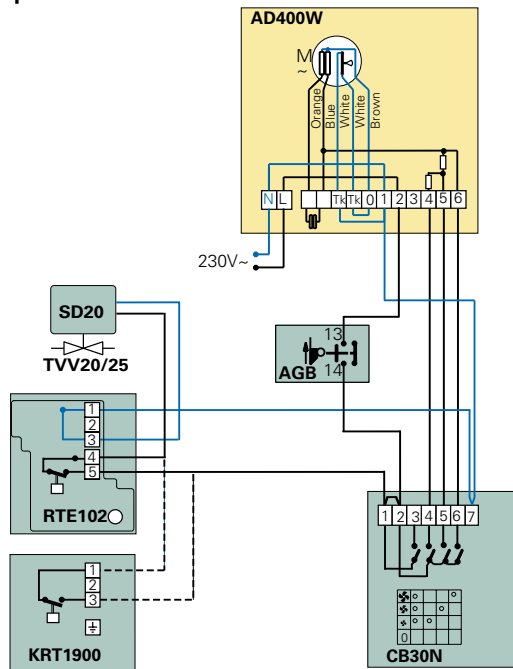 AD400W
M
~
Orange
Blue
White
White
Brown
N L Tk Tk 0 1 2 3 4 5 6
230V~
SD20
TVV20/25
13
14
AGB
1
2
3
4
5
RTE102
1 2 3 4 5 6 7
1
2
3
KRT1900
0
CB30N